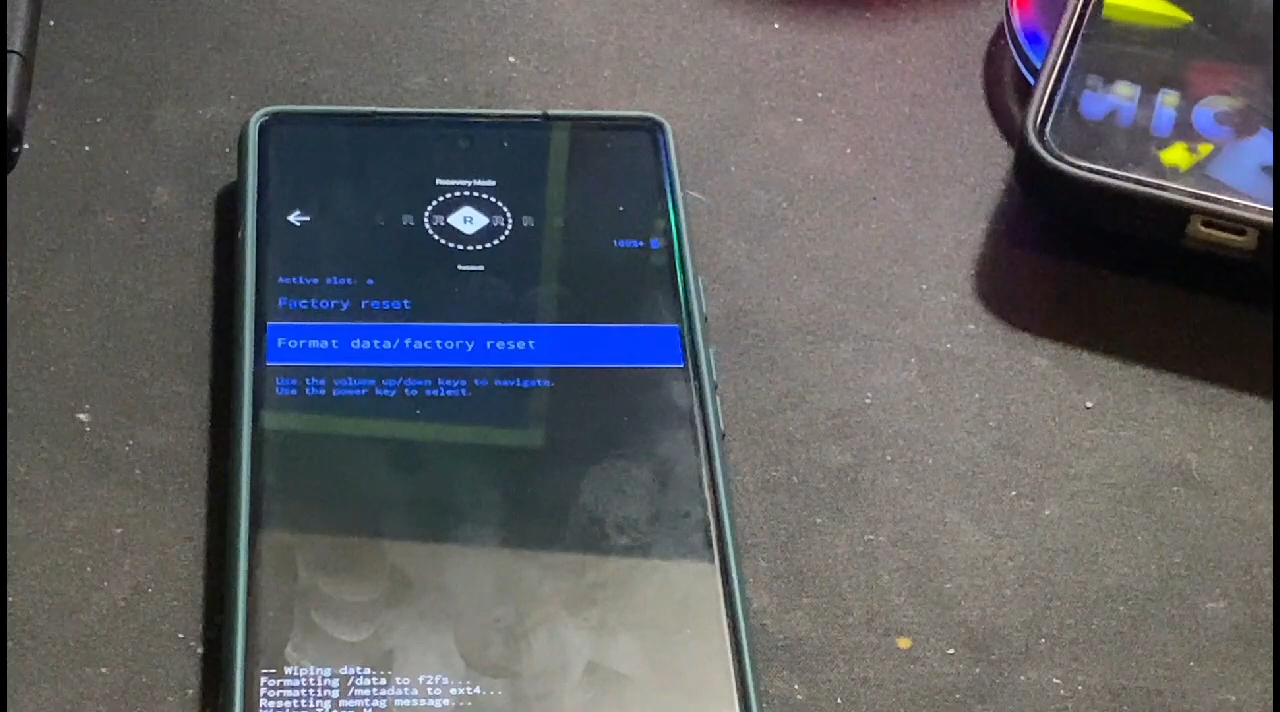 Recovery Mode
R R R R R
100%+
Active slot: a
Factory reset
Format data/factory reset
Use the volume up/down keys to navigate.
Use the power key to select.
-- Wiping data...
Formatting /data to f2fs...
Formatting /metadata to ext4...
Resetting memtag message...